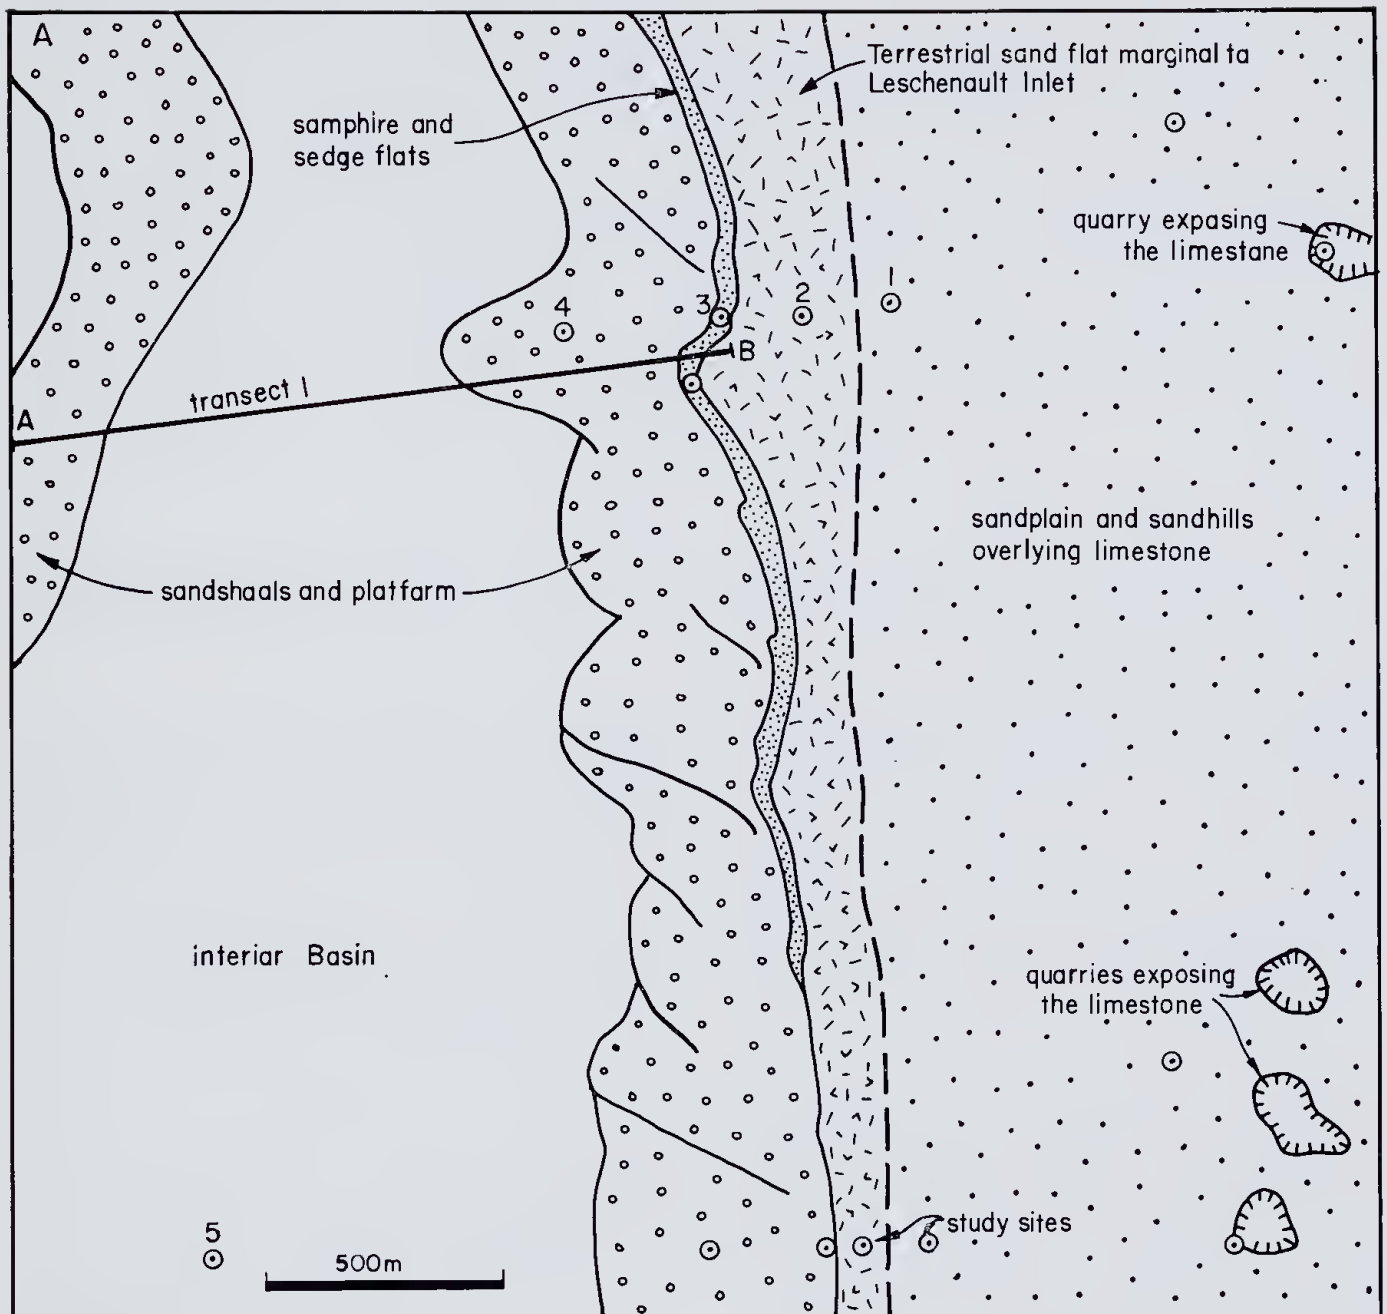 A
Terrestrial sand flat marginal ta
Leschenault Inlet
samphire and
sedge flats
quarry expasing
the limestane
1
2
3
4
B
transect 1
A
sandplain and sandhills
overlying limestone
sandshaals and platfarm
interiar Basin
quarries exposing
the limestone
study sites
5
500m